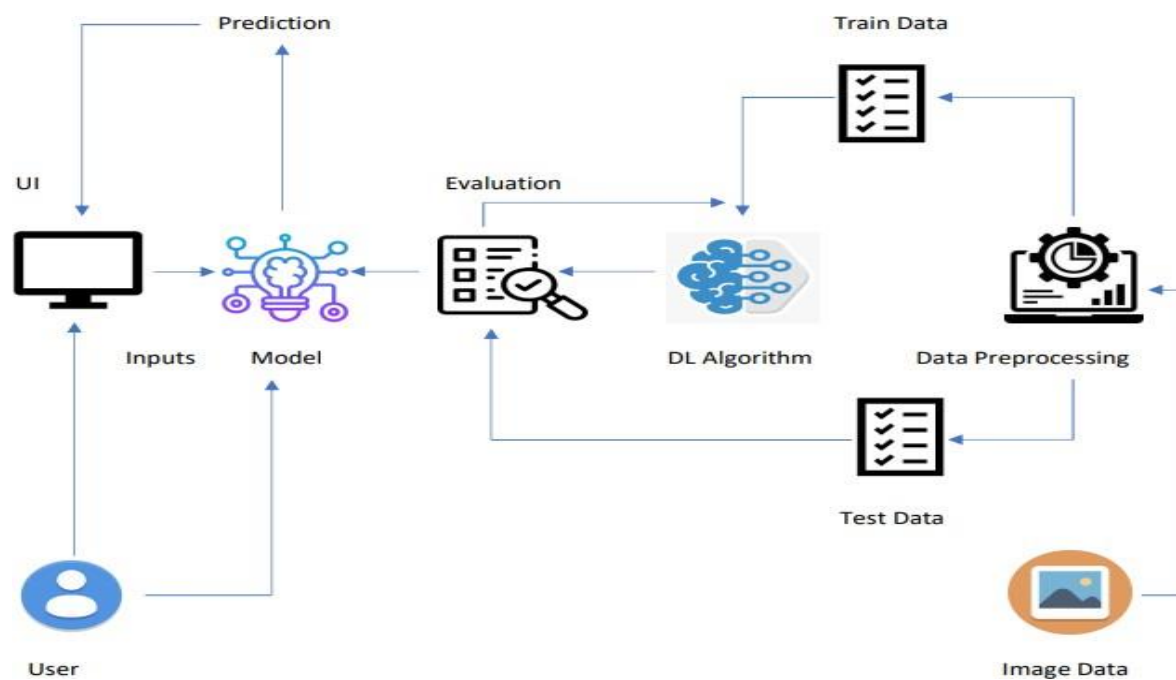 Prediction
Train Data
UI
Evaluation
Inputs
Model
DL Algorithm
Data Preprocessing
Test Data
User
Image Data